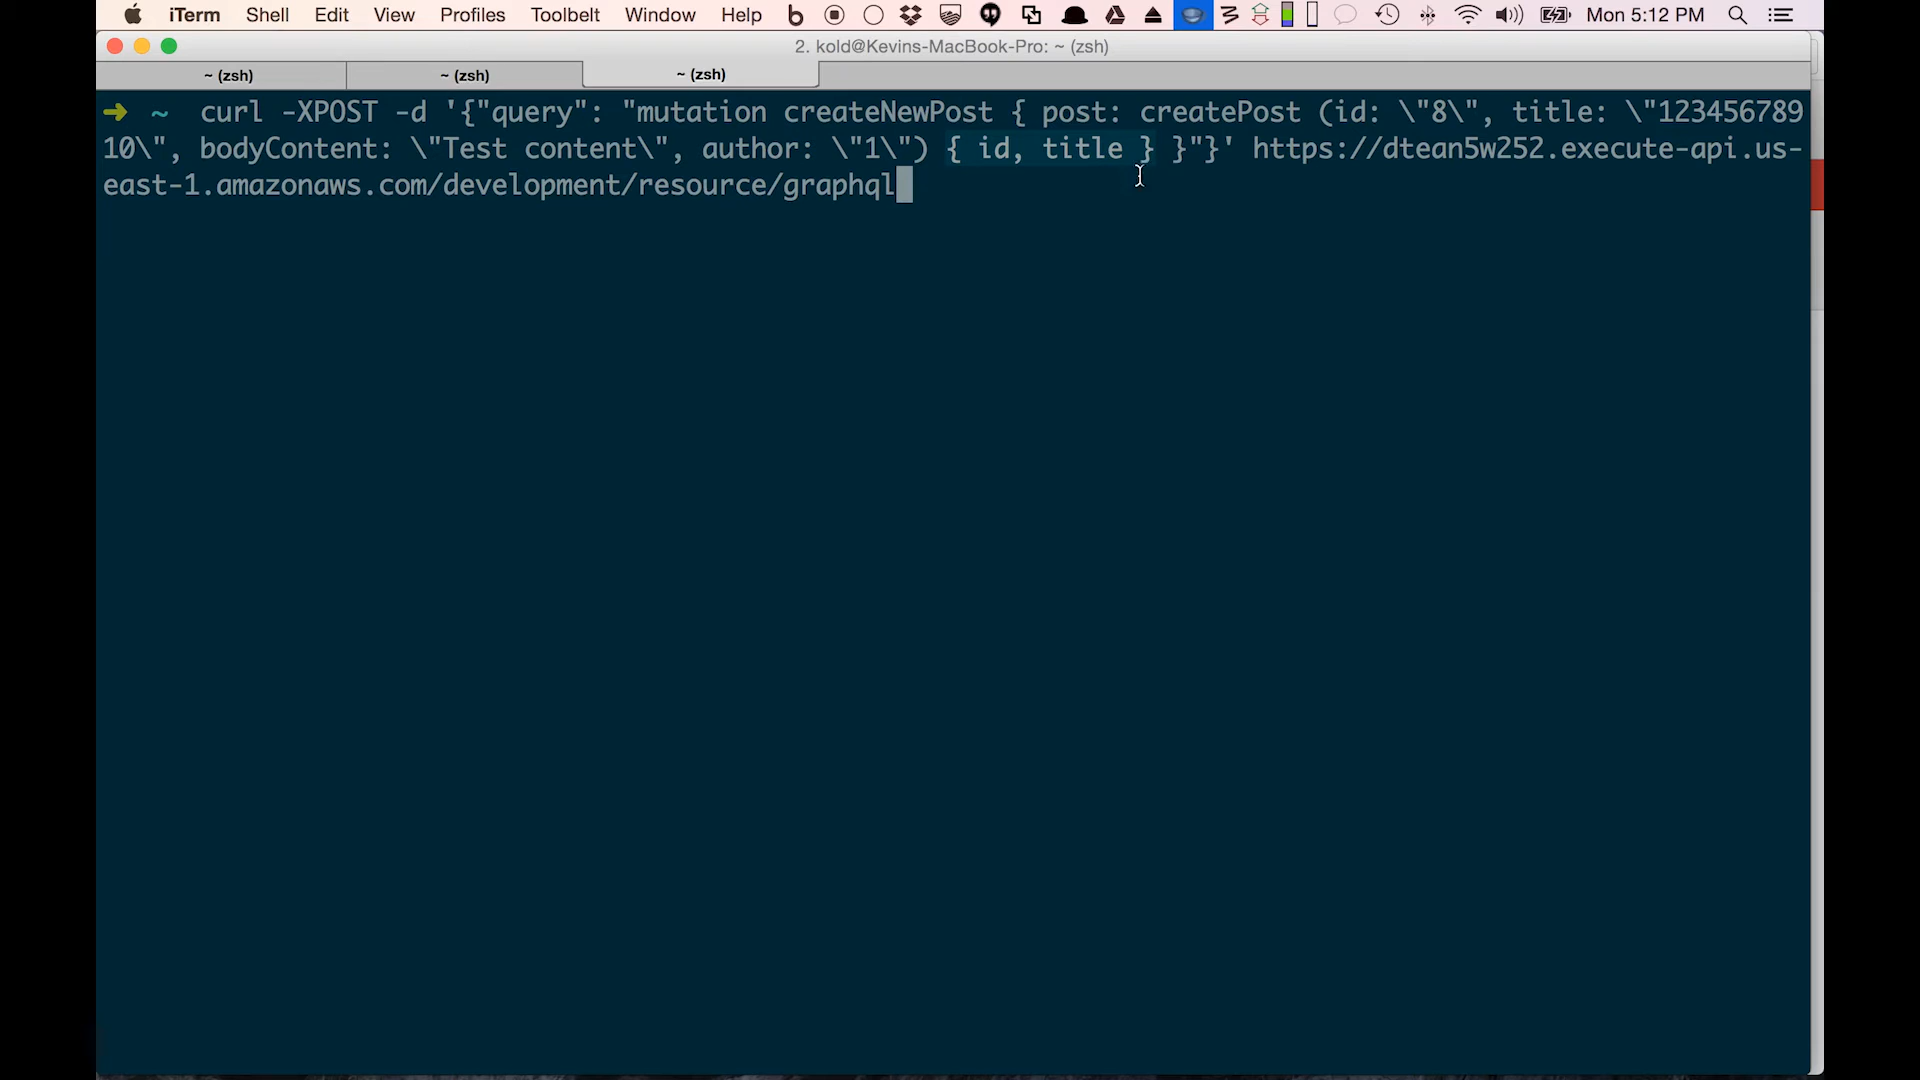 iTerm Shell Edit View Profiles Toolbelt Window Help Mon 5:12 PM
2. kold@Kevins-MacBook-Pro: ~ (zsh)
~ (zsh) ~ (zsh) ~ (zsh)
➜ ~ curl -XPOST -d '{"query": "mutation createNewPost { post: createPost (id: \"8\", title: \"123456789
10\", bodyContent: \"Test content\", author: \"1\") { id, title } }"}' https://dtean5w252.execute-api.us-
east-1.amazonaws.com/development/resource/graphql